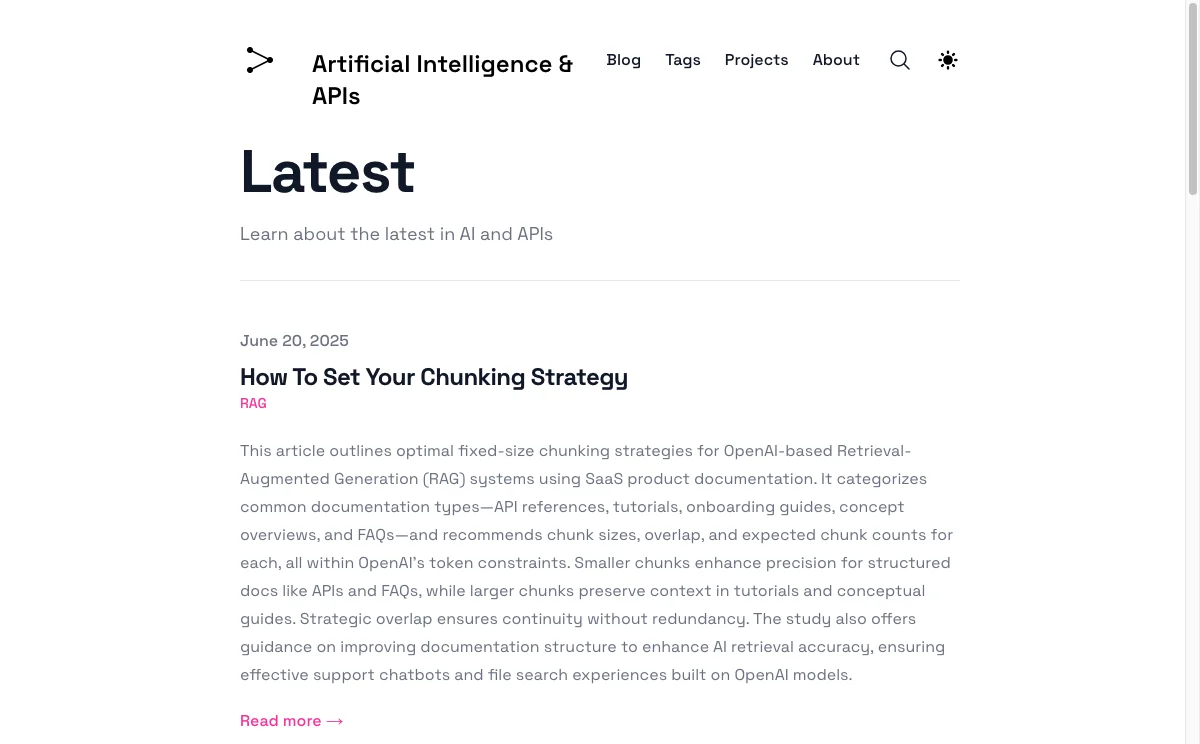 Artificial Intelligence &
APIs
Blog
Tags
Projects
About
Latest
Learn about the latest in AI and APIs
June 20, 2025
How To Set Your Chunking Strategy
RAG
This article outlines optimal fixed-size chunking strategies for OpenAI-based Retrieval-
Augmented Generation (RAG) systems using SaaS product documentation. It categorizes
common documentation types—API references, tutorials, onboarding guides, concept
overviews, and FAQs—and recommends chunk sizes, overlap, and expected chunk counts for
each, all within OpenAI's token constraints. Smaller chunks enhance precision for structured
docs like APIs and FAQs, while larger chunks preserve context in tutorials and conceptual
guides. Strategic overlap ensures continuity without redundancy. The study also offers
guidance on improving documentation structure to enhance AI retrieval accuracy, ensuring
effective support chatbots and file search experiences built on OpenAI models.
Read more →